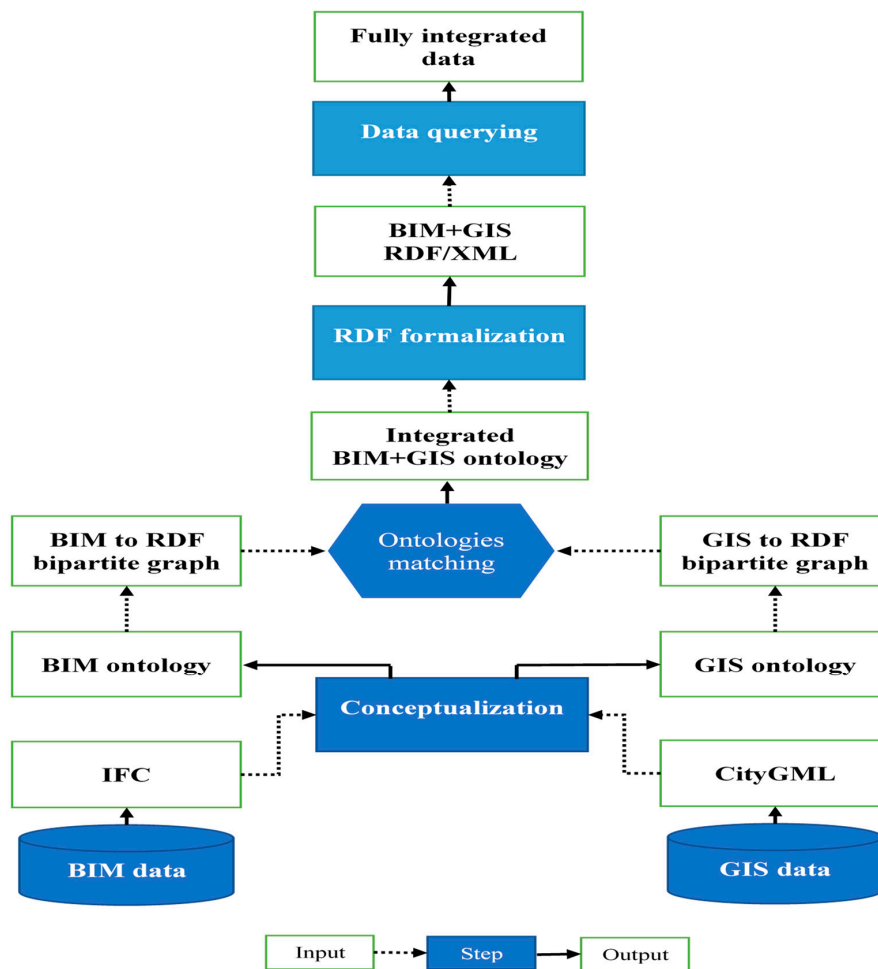 Fully integrated
data
Data querying
BIM+GIS
RDF/XML
RDF formalization
Integrated
BIM+GIS ontology
BIM to RDF
bipartite graph
Ontologies
matching
GIS to RDF
bipartite graph
BIM ontology
GIS ontology
Conceptualization
IFC
CityGML
BIM data
GIS data
Input
Step
Output